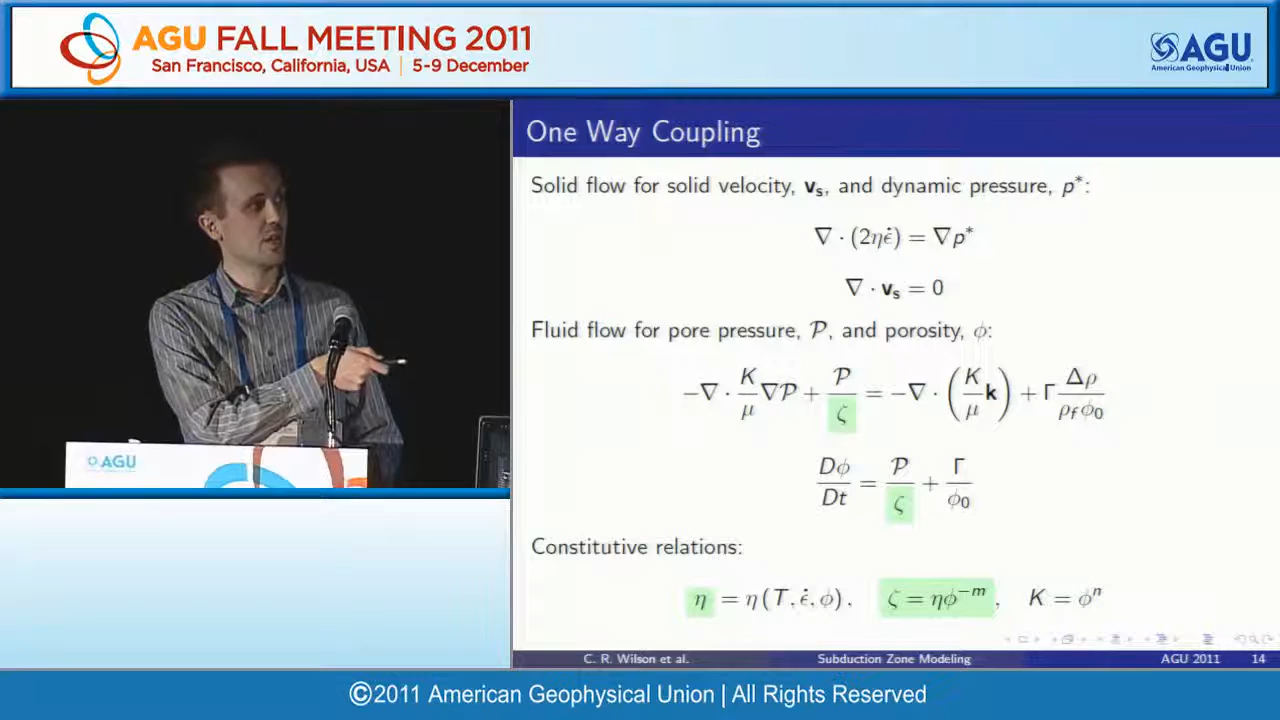 AGU FALL MEETING 2011
San Francisco, California, USA | 5-9 December
AGU
American Geophysical Union
One Way Coupling
Solid flow for solid velocity, v_s, and dynamic pressure, p*:
∇ · (2ηε̇) = ∇p*
∇ · v_s = 0
Fluid flow for pore pressure, 𝒫, and porosity, ϕ:
−∇ · K/μ ∇𝒫 + 𝒫/ζ = −∇ · (K/μ k) + Γ Δρ/ρ_f ϕ_0
Dϕ/Dt = 𝒫/ζ + Γ/ϕ_0
Constitutive relations:
η = η(T, ε̇, ϕ), ζ = ηϕ^−m, K = ϕ^n
C. R. Wilson et al. Subduction Zone Modeling AGU 2011 14
AGU
©2011 American Geophysical Union | All Rights Reserved